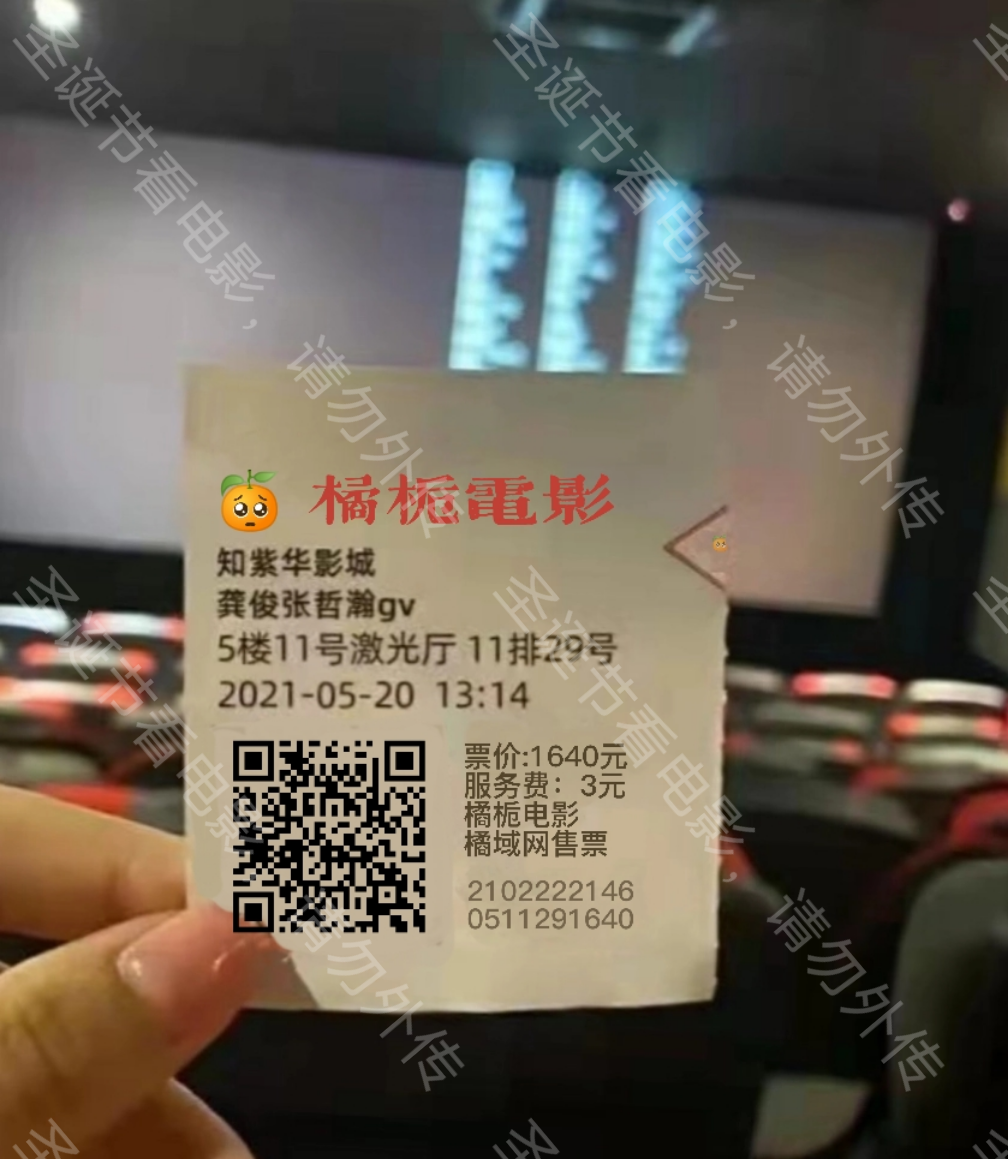 橘栀電影
知紫华影城
龚俊张哲瀚gv
5楼11号激光厅 11排29号
2021-05-20 13:14
票价:1640元
服务费：3元
橘栀电影
橘域网售票
2102222146
0511291640
圣诞节看电影，
请勿外传
圣诞节看电影，
请勿外传
圣诞节看电影，
请勿外传
圣诞节看电影，
请勿外传